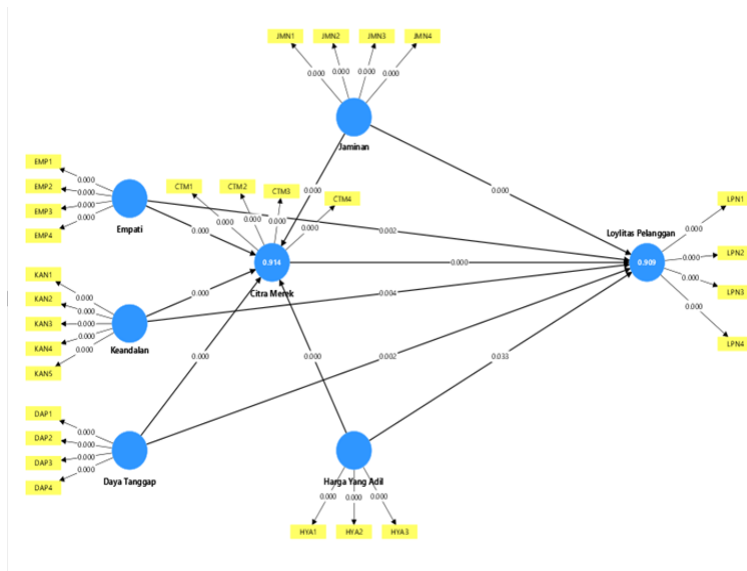 JMN1 JMN2 JMN3 JMN4
0.000 0.000 0.000 0.000
Jaminan
EMP1
EMP2
EMP3
EMP4
0.000
0.000
0.000
0.000
Empati
CTM1 CTM2 CTM3 CTM4
0.000 0.000 0.000 0.000
0.000
0.000
0.000
0.002
Loylitas Pelanggan
LPN1
LPN2
LPN3
LPN4
0.000
0.000
0.000
0.000
0.914
Citra Merek
0.000
0.909
KAN1
KAN2
KAN3
KAN4
KAN5
0.000
0.000
0.000
0.000
0.000
Keandalan
0.000
0.004
0.000
0.000
0.002
0.033
DAP1
DAP2
DAP3
DAP4
0.000
0.000
0.000
0.000
Daya Tanggap
Harga Yang Adil
0.000 0.000 0.000
HYA1 HYA2 HYA3